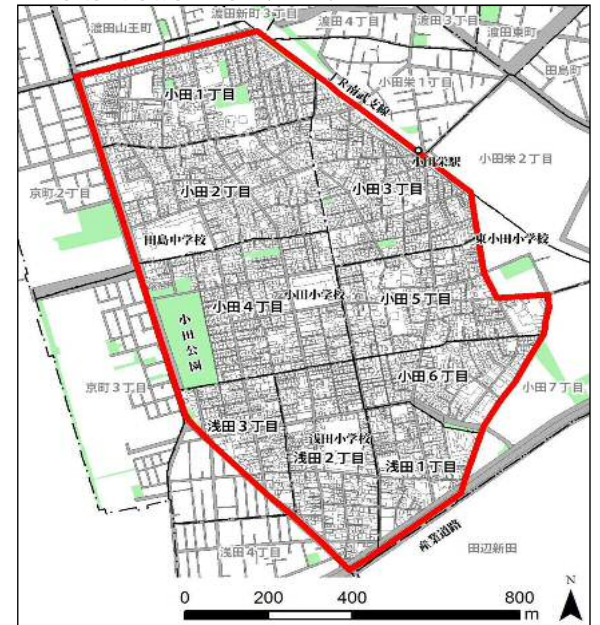 渡田山王町
渡田新町3丁目
渡田4丁目
渡田3丁目
渡田東町
田島町
小田栄1丁目
JR南武支線
小田1丁目
小田栄駅
小田栄2丁目
小田2丁目
小田3丁目
京町2丁目
田島中学校
東小田小学校
小田4丁目
小田小学校
小田5丁目
小田公園
京町3丁目
小田6丁目
小田7丁目
浅田3丁目
浅田小学校
浅田2丁目
浅田1丁目
産業道路
浅田4丁目
田辺新田
N
0 200 400 800
m